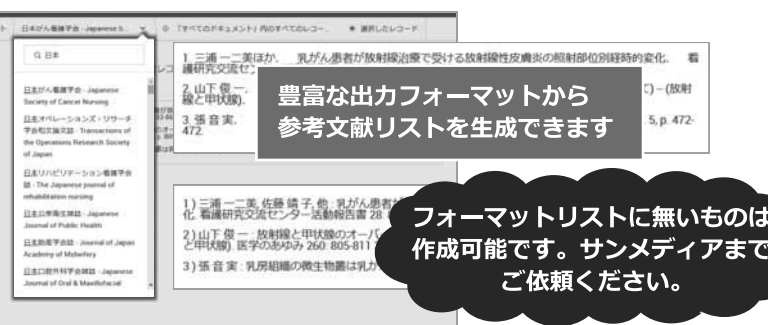 日本がん看護学会 - Japanese S...
「すべてのドキュメント」内のすべてのレコー...
選択したレコード
日本
日本がん看護学会 - Japanese
Society of Cancer Nursing
日本オペレーションズ・リサーチ
学会和文論文誌 - Transactions of
the Operations Research Society
of Japan
日本リハビリテーション看護学会
誌 - The Japanese journal of
rehabilitation nursing
日本公衆衛生雑誌 - Japanese
Journal of Public Health
日本助産学会誌 - Journal of Japan
Academy of Midwifery
日本口腔外科学会雑誌 - Japanese
Journal of Oral & Maxillofacial
1. 三浦 一二美ほか. 乳がん患者が放射線治療で受ける放射線性皮膚炎の照射部位別経時的変化. 看
護研究交流セ
2. 山下 俊 一.
て) – (放射
線と甲状腺).
3. 張 音 実.
5, p. 472-
472.
豊富な出力フォーマットから
参考文献リストを生成できます
1 ) 三浦 一二美, 佐藤 靖 子, 他 : 乳がん患者が
化. 看護研究交流センター活動報告書 28:
2 ) 山下 俊 一 : 放射線と甲状腺のオーバ
と甲状腺). 医学のあゆみ 260: 805-811
3 ) 張 音 実 : 乳房組織の微生物叢は乳が
フォーマットリストに無いものは
作成可能です。サンメディアまで
ご依頼ください。